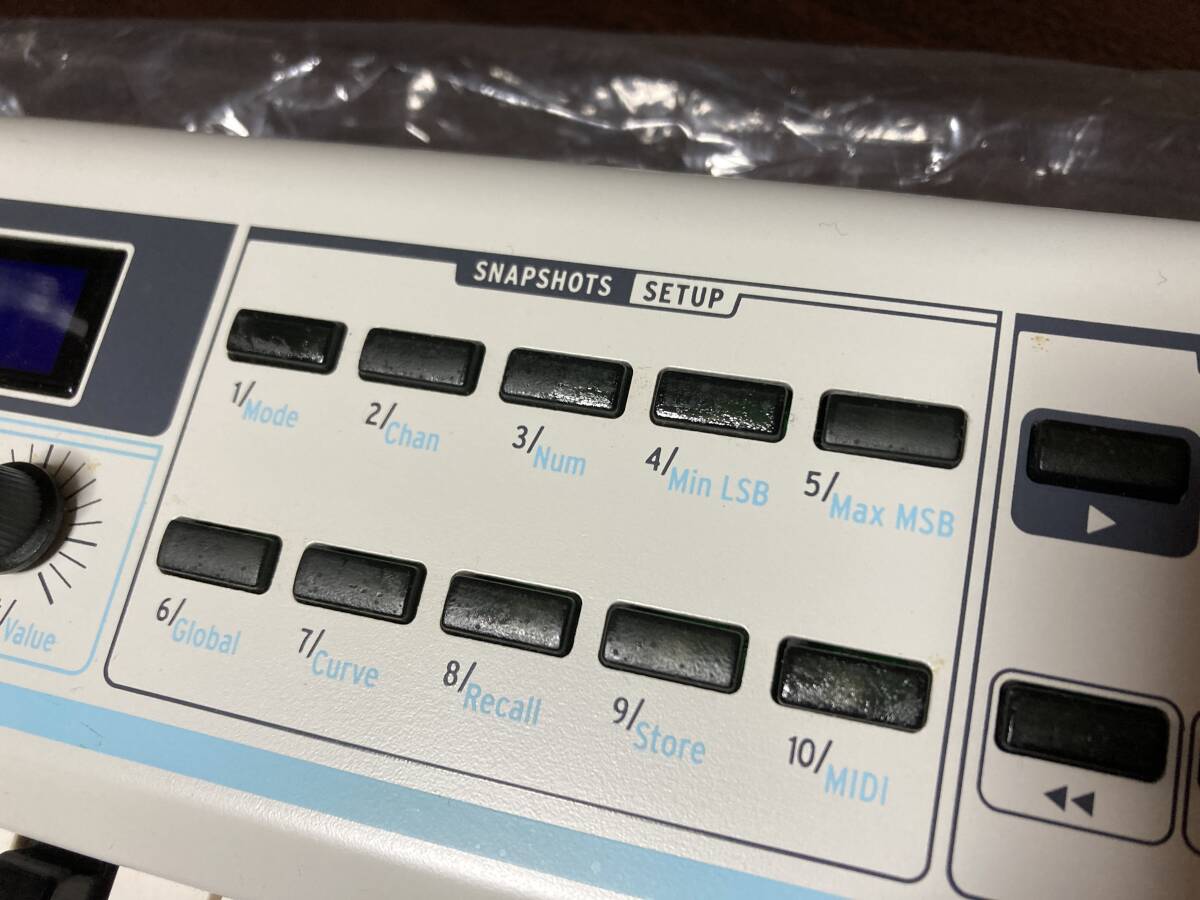 SNAPSHOTS SETUP
1/Mode
2/Chan
3/Num
4/Min LSB
5/Max MSB
/Value
6/Global
7/Curve
8/Recall
9/Store
10/MIDI